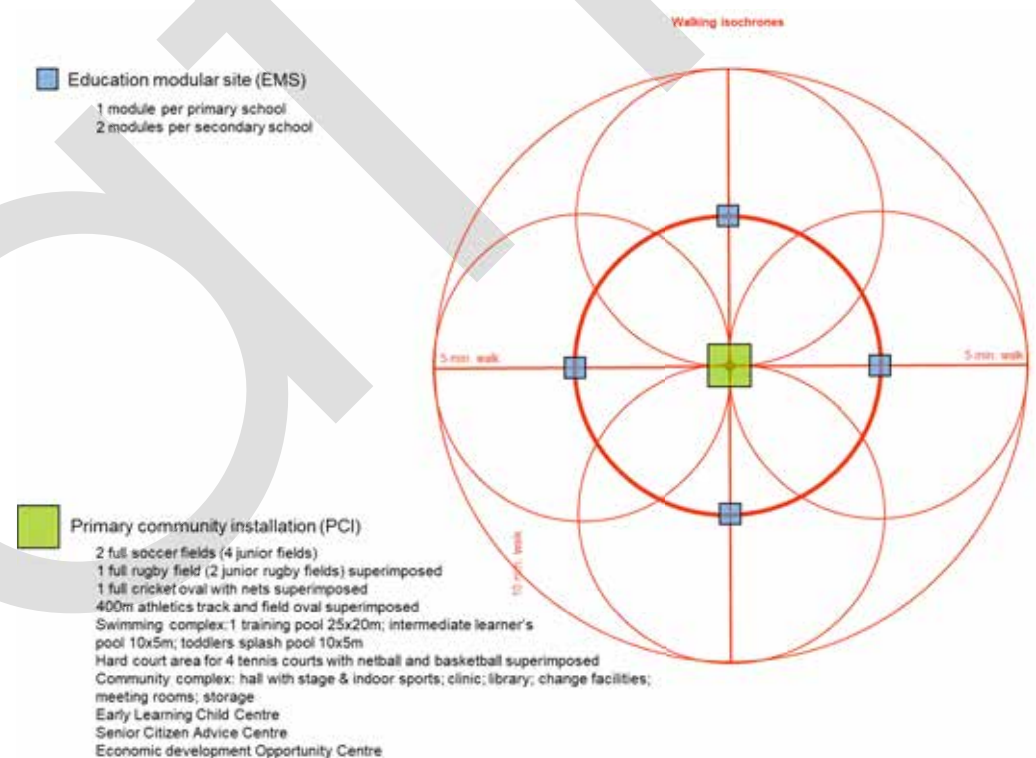 Walking isochrones
Education modular site (EMS)
1 module per primary school
2 modules per secondary school
5 min. walk
5 min. walk
10 min. walk
Primary community installation (PCI)
2 full soccer fields (4 junior fields)
1 full rugby field (2 junior rugby fields) superimposed
1 full cricket oval with nets superimposed
400m athletics track and field oval superimposed
Swimming complex:1 training pool 25x20m; intermediate learner's
pool 10x5m; toddlers splash pool 10x5m
Hard court area for 4 tennis courts with netball and basketball superimposed
Community complex: hall with stage & indoor sports; clinic; library; change facilities;
meeting rooms; storage
Early Learning Child Centre
Senior Citizen Advice Centre
Economic development Opportunity Centre